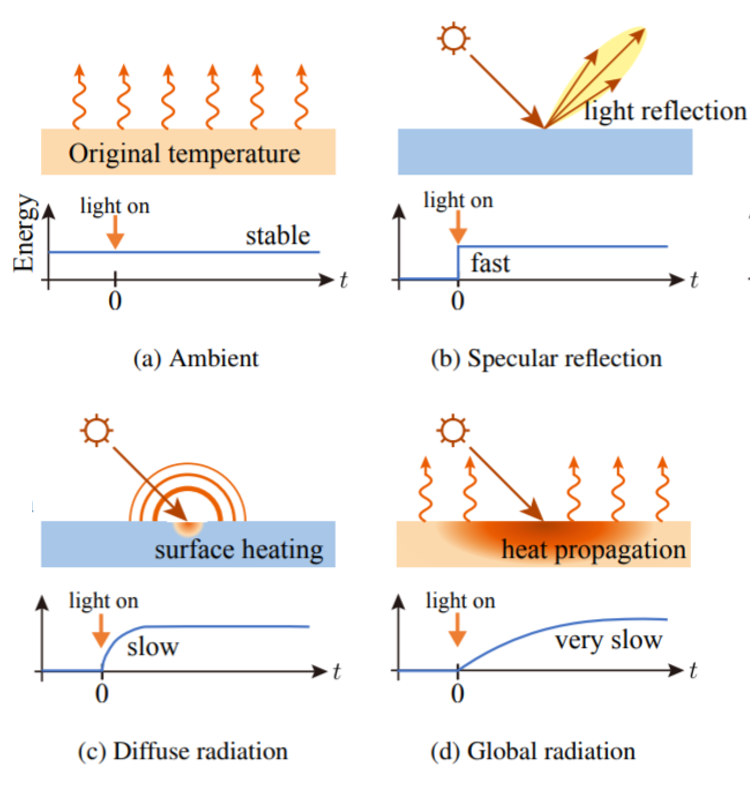 Original temperature
light on
Energy
stable
t
0
(a) Ambient
light reflection
light on
fast
t
0
(b) Specular reflection
surface heating
light on
slow
t
0
(c) Diffuse radiation
heat propagation
light on
very slow
t
0
(d) Global radiation